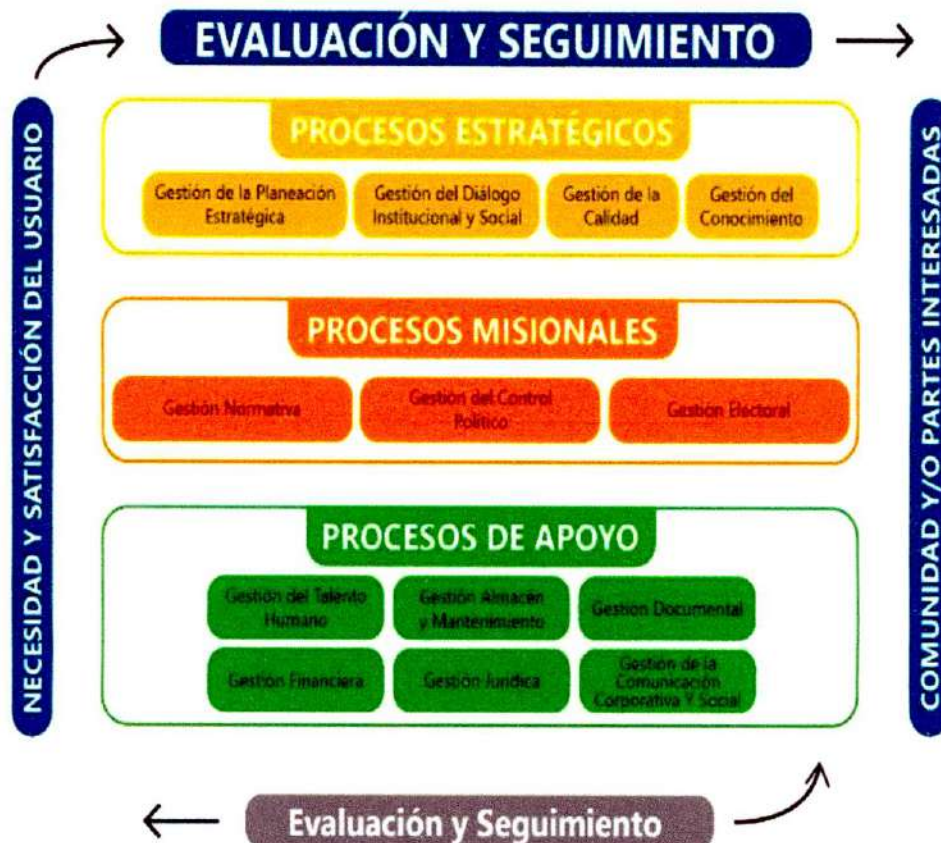 EVALUACIÓN Y SEGUIMIENTO
NECESIDAD Y SATISFACCIÓN DEL USUARIO
PROCESOS ESTRATÉGICOS
Gestión de la Planeación
Estratégica
Gestión del Diálogo
Institucional y Social
Gestión de la
Calidad
Gestión del
Conocimiento
PROCESOS MISIONALES
Gestión Normativa
Gestión del Control
Político
Gestión Electoral
PROCESOS DE APOYO
Gestión del Talento
Humano
Gestión Almacén
y Mantenimiento
Gestión Documental
Gestión Financiera
Gestión Jurídica
Gestión de la
Comunicación
Corporativa Y Social
COMUNIDAD Y/O PARTES INTERESADAS
Evaluación y Seguimiento